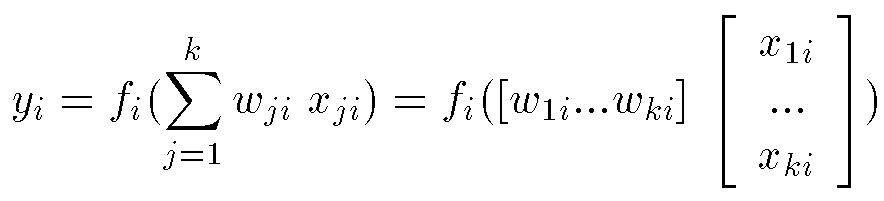 $y_i = f_i(\sum_{j=1}^{k} w_{ji} \ x_{ji}) = f_i([w_{1i}...w_{ki}] \begin{bmatrix} x_{1i} \\ ... \\ x_{ki} \end{bmatrix})$